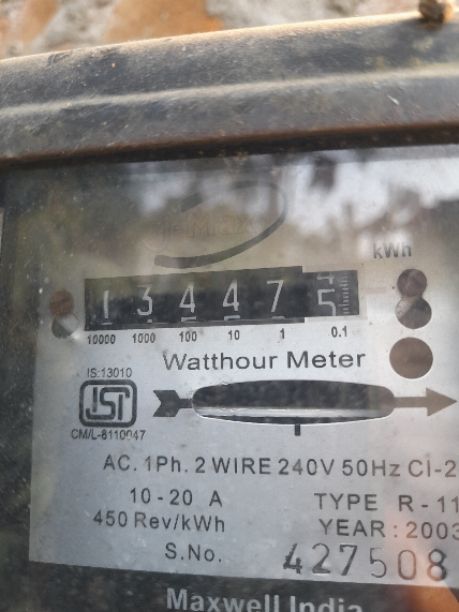 kWh
1 3 4 4 7 5
10000 1000 100 10 1 0.1
Watthour Meter
IS:13010
ISI
CM/L-6110047
AC. 1Ph. 2 WIRE 240V 50Hz Cl-2
10-20 A TYPE R-11
450 Rev/kWh YEAR: 2003
S.No. 427508
Maxwell India